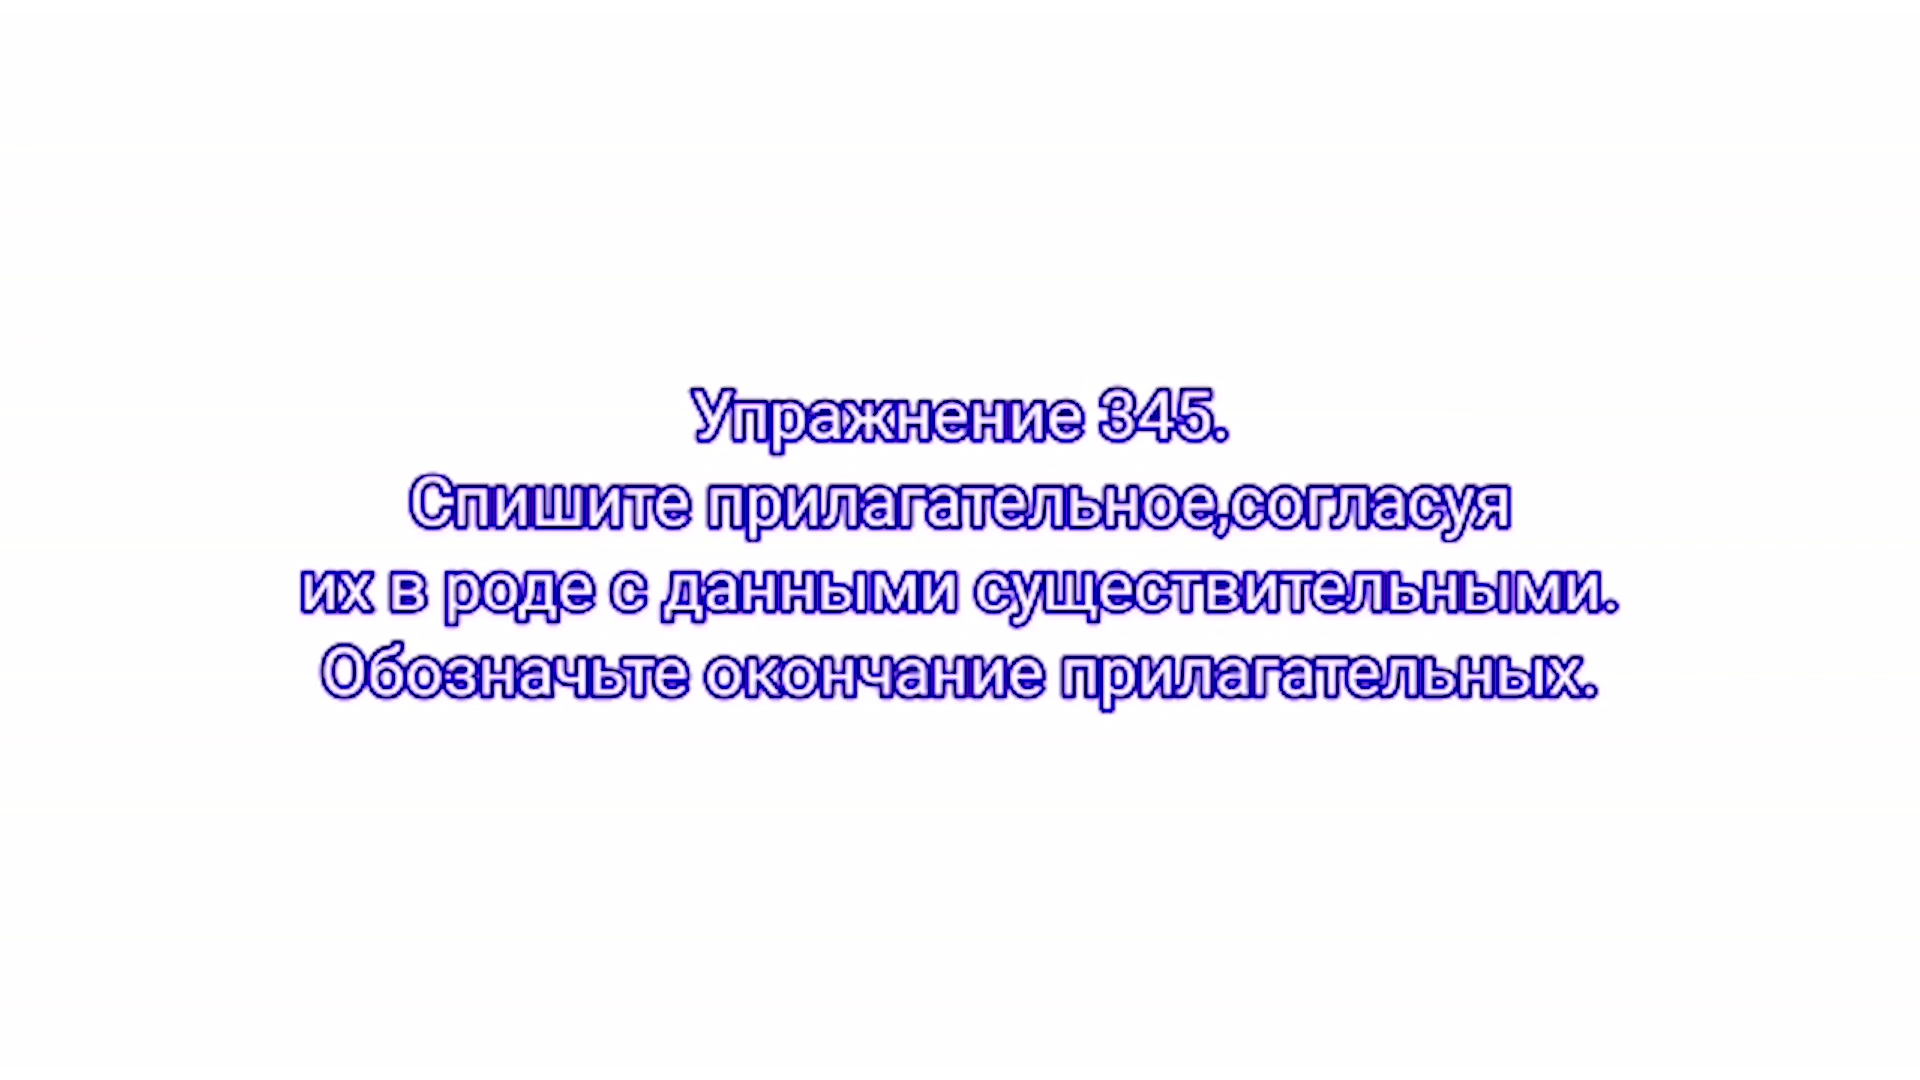 Упражнение 345.
Спишите прилагательное,согласуя
их в роде с данными существительными.
Обозначьте окончание прилагательных.